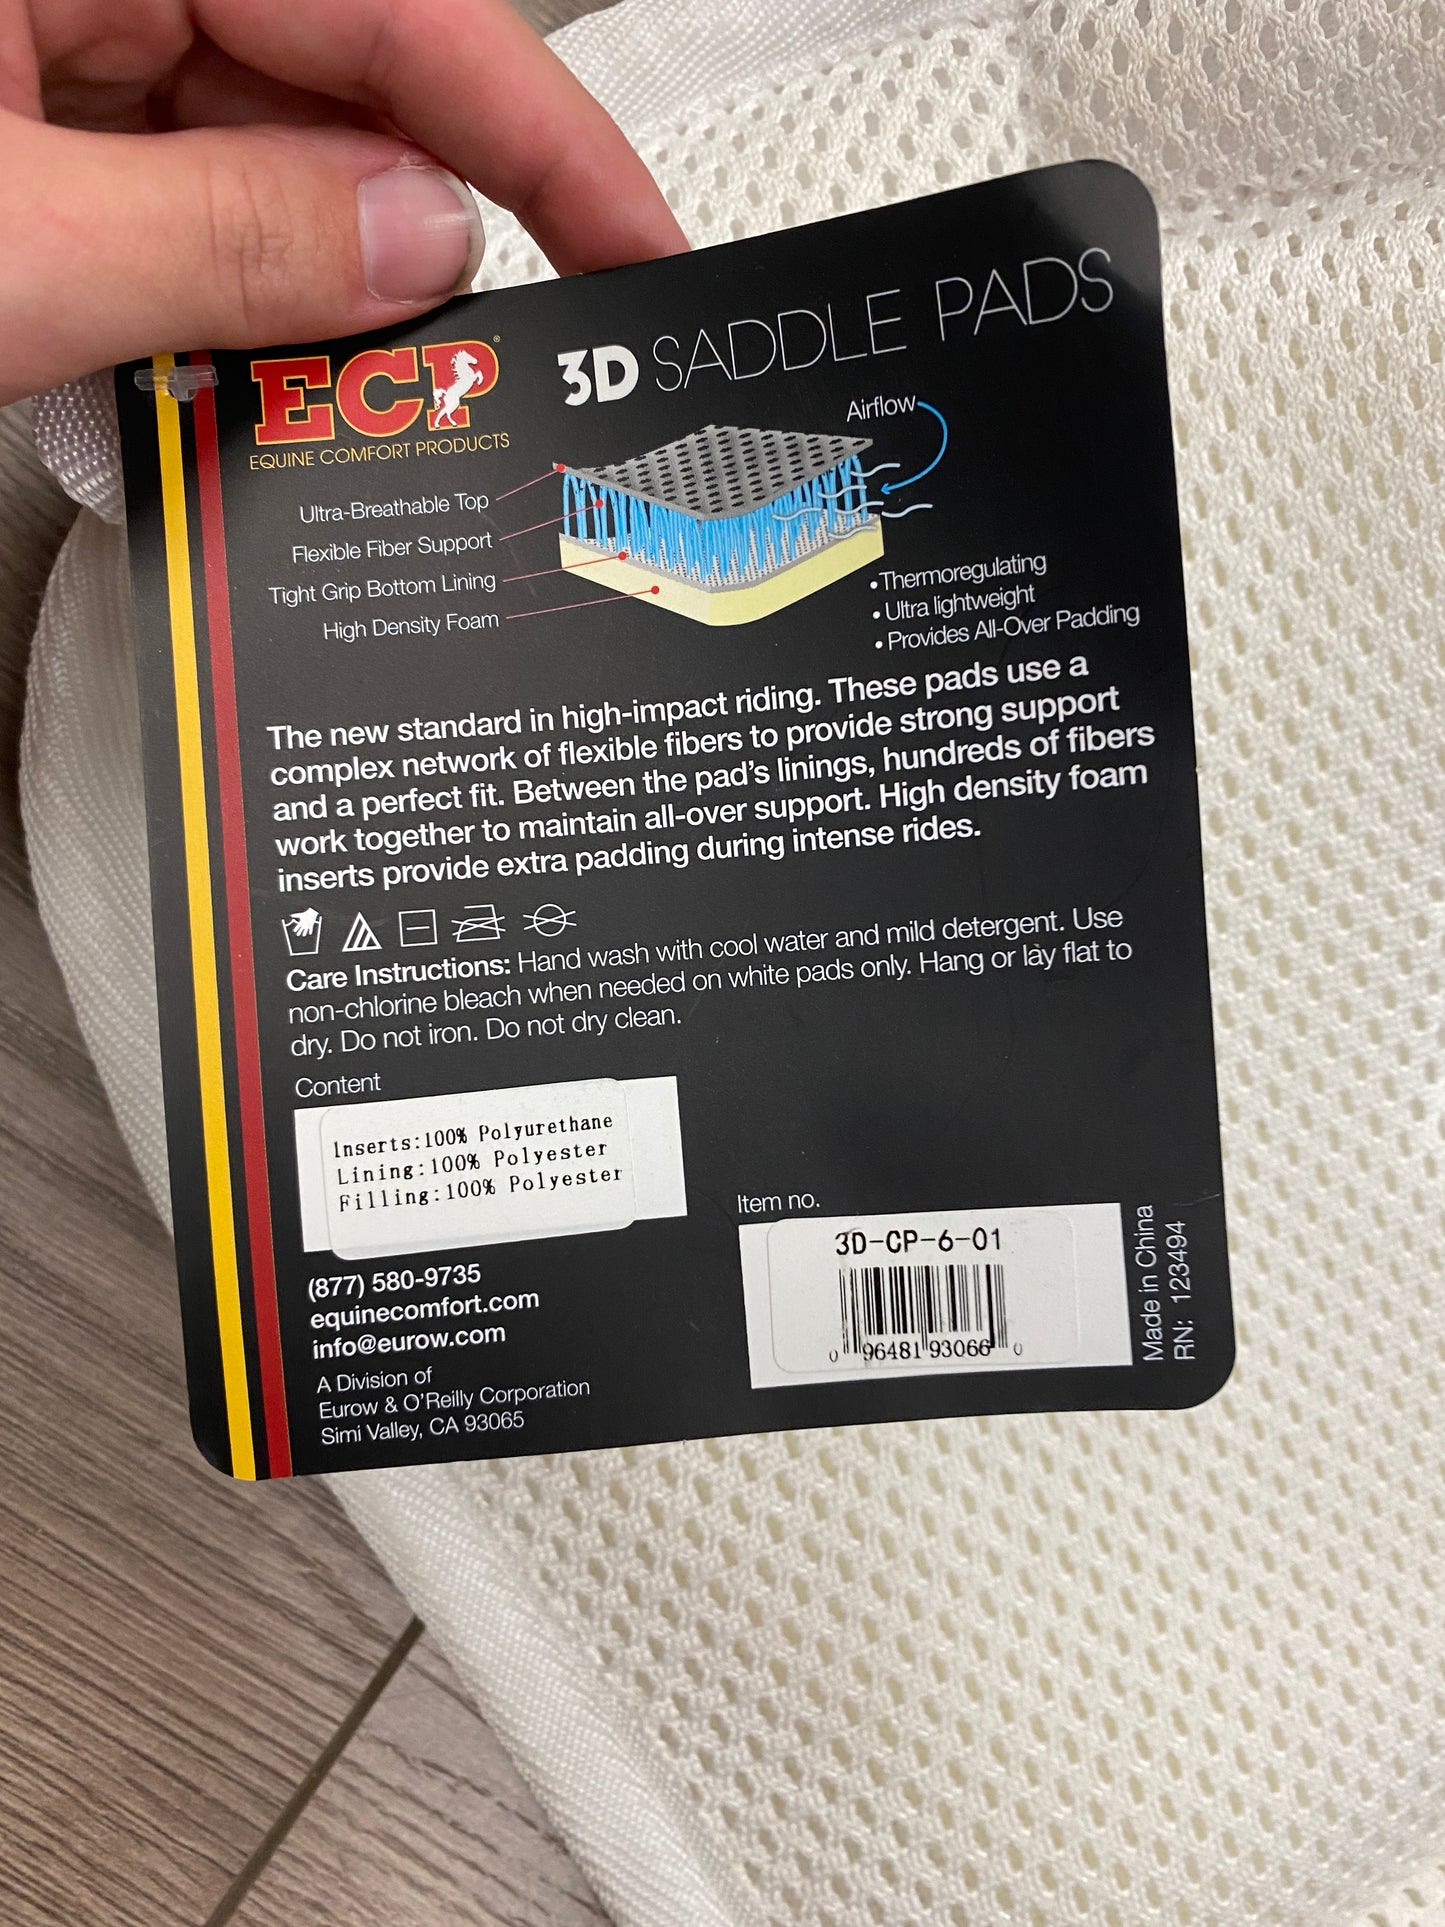 ECP®
EQUINE COMFORT PRODUCTS
3D SADDLE PADS
Airflow
Ultra-Breathable Top
Flexible Fiber Support
Tight Grip Bottom Lining
High Density Foam
• Thermoregulating
• Ultra lightweight
• Provides All-Over Padding
The new standard in high-impact riding. These pads use a
complex network of flexible fibers to provide strong support
and a perfect fit. Between the pad's linings, hundreds of fibers
work together to maintain all-over support. High density foam
inserts provide extra padding during intense rides.
Care Instructions: Hand wash with cool water and mild detergent. Use
non-chlorine bleach when needed on white pads only. Hang or lay flat to
dry. Do not iron. Do not dry clean.
Content
Inserts:100% Polyurethane
Lining:100% Polyester
Filling:100% Polyester
(877) 580-9735
equinecomfort.com
info@eurow.com
A Division of
Eurow & O'Reilly Corporation
Simi Valley, CA 93065
Item no.
3D-CP-6-01
0 96481 93066 0
Made in China
RN: 123494